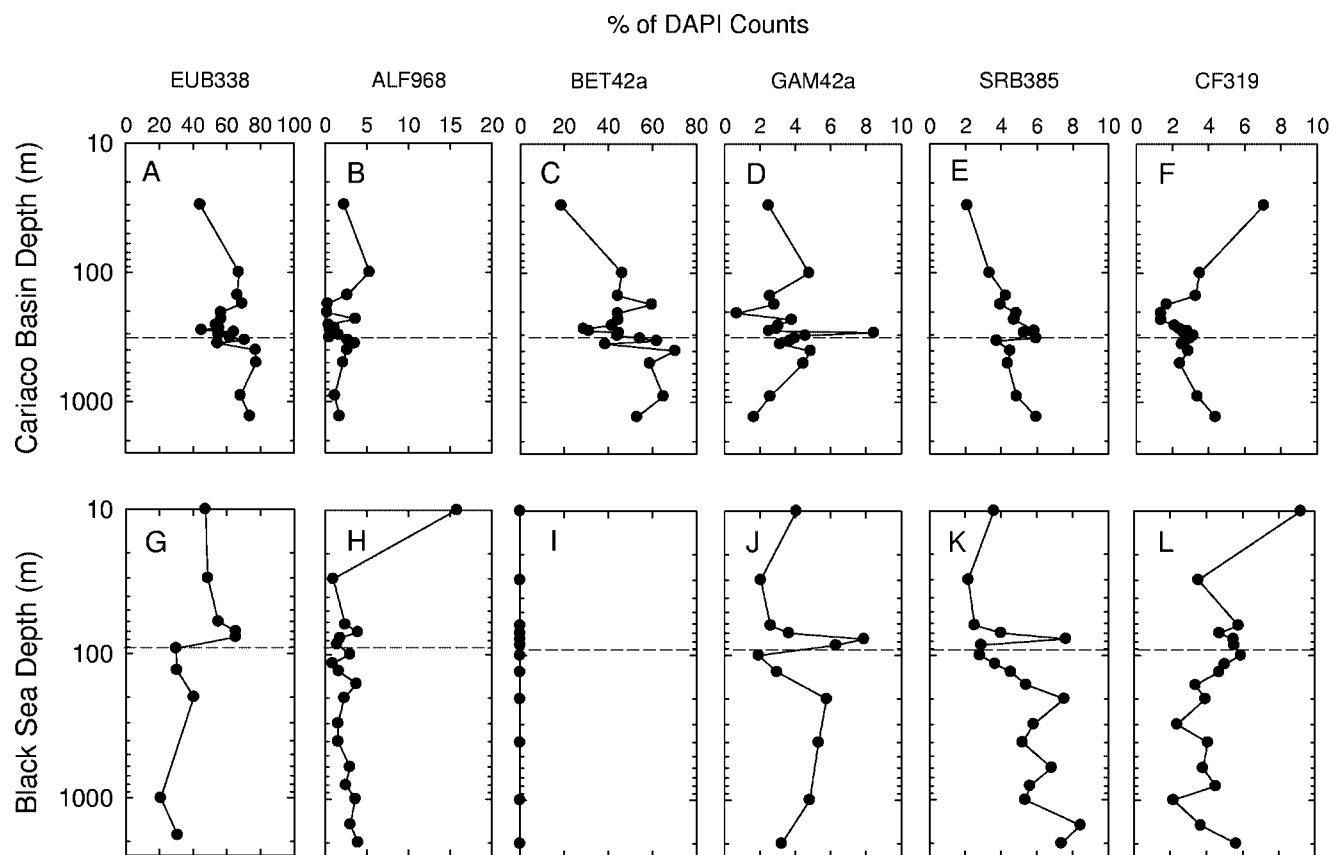 % of DAPI Counts
EUB338 ALF968 BET42a GAM42a SRB385 CF319
0 20 40 60 80 100 0 5 10 15 20 0 20 40 60 80 0 2 4 6 8 10 0 2 4 6 8 10 0 2 4 6 8 10
10
A B C D E F
100
1000
Cariaco Basin Depth (m)
10
G H I J K L
100
1000
Black Sea Depth (m)